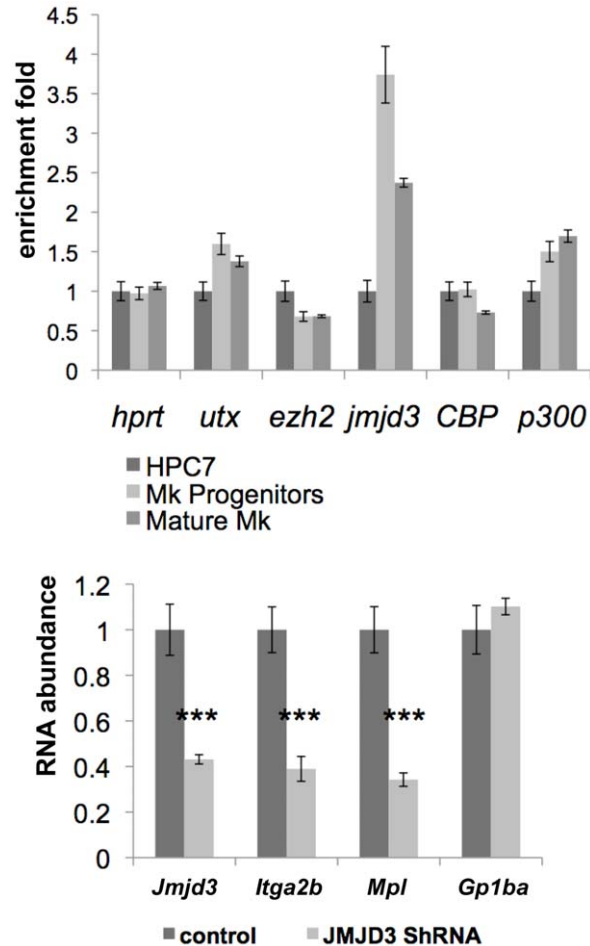 enrichment fold
4.5
4
3.5
3
2.5
2
1.5
1
0.5
0
hprt utx ezh2 jmjd3 CBP p300
HPC7
Mk Progenitors
Mature Mk
RNA abundance
1.2
1
0.8
0.6
0.4
0.2
0
*** *** ***
Jmjd3 Itga2b Mpl Gp1ba
control JMJD3 ShRNA